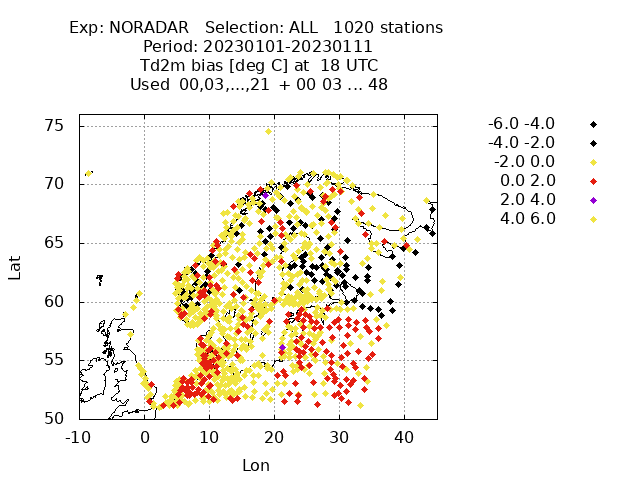 Exp: NORADAR   Selection: ALL   1020 stations
Period: 20230101-20230111
Td2m bias [deg C] at  18 UTC
Used  00,03,...,21  + 00 03 ... 48
-6.0 -4.0
-4.0 -2.0
-2.0 0.0
0.0 2.0
2.0 4.0
4.0 6.0
75
70
65
60
55
50
Lat
-10 0 10 20 30 40
Lon